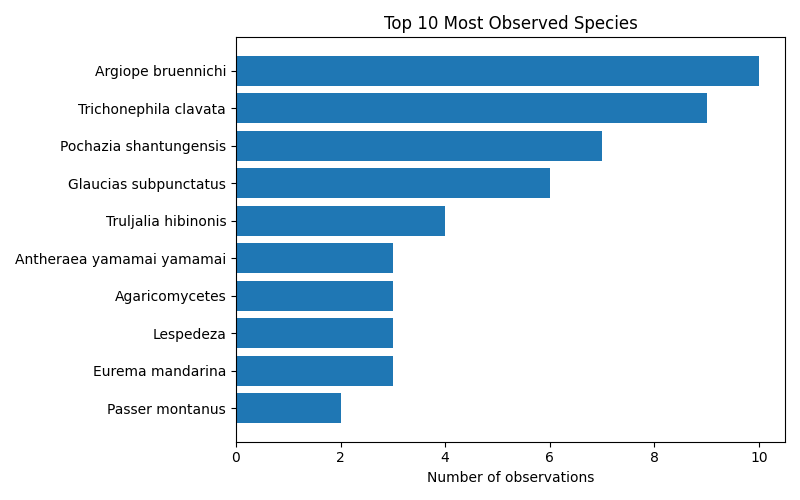 Top 10 Most Observed Species
Argiope bruennichi
Trichonephila clavata
Pochazia shantungensis
Glaucias subpunctatus
Truljalia hibinonis
Antheraea yamamai yamamai
Agaricomycetes
Lespedeza
Eurema mandarina
Passer montanus
0 2 4 6 8 10
Number of observations